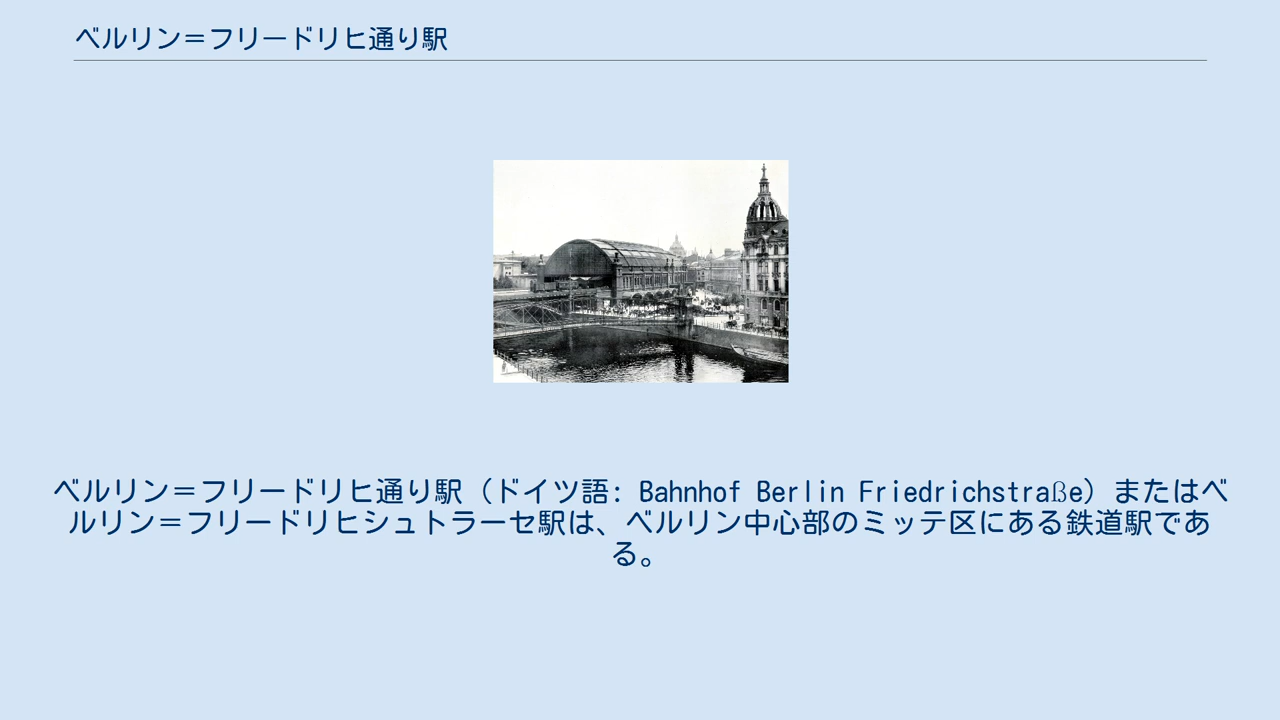 ベルリン＝フリードリヒ通り駅
ベルリン＝フリードリヒ通り駅（ドイツ語: Bahnhof Berlin Friedrichstraße）またはベ
ルリン＝フリードリヒシュトラーセ駅は、ベルリン中心部のミッテ区にある鉄道駅であ
る。